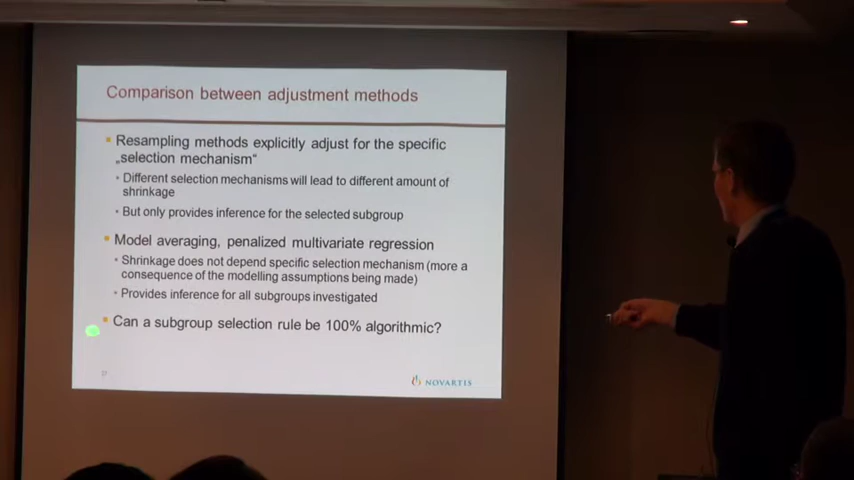 Comparison between adjustment methods
Resampling methods explicitly adjust for the specific
„selection mechanism“
Different selection mechanisms will lead to different amount of
shrinkage
But only provides inference for the selected subgroup
Model averaging, penalized multivariate regression
Shrinkage does not depend specific selection mechanism (more a
consequence of the modelling assumptions being made)
Provides inference for all subgroups investigated
Can a subgroup selection rule be 100% algorithmic?
NOVARTIS